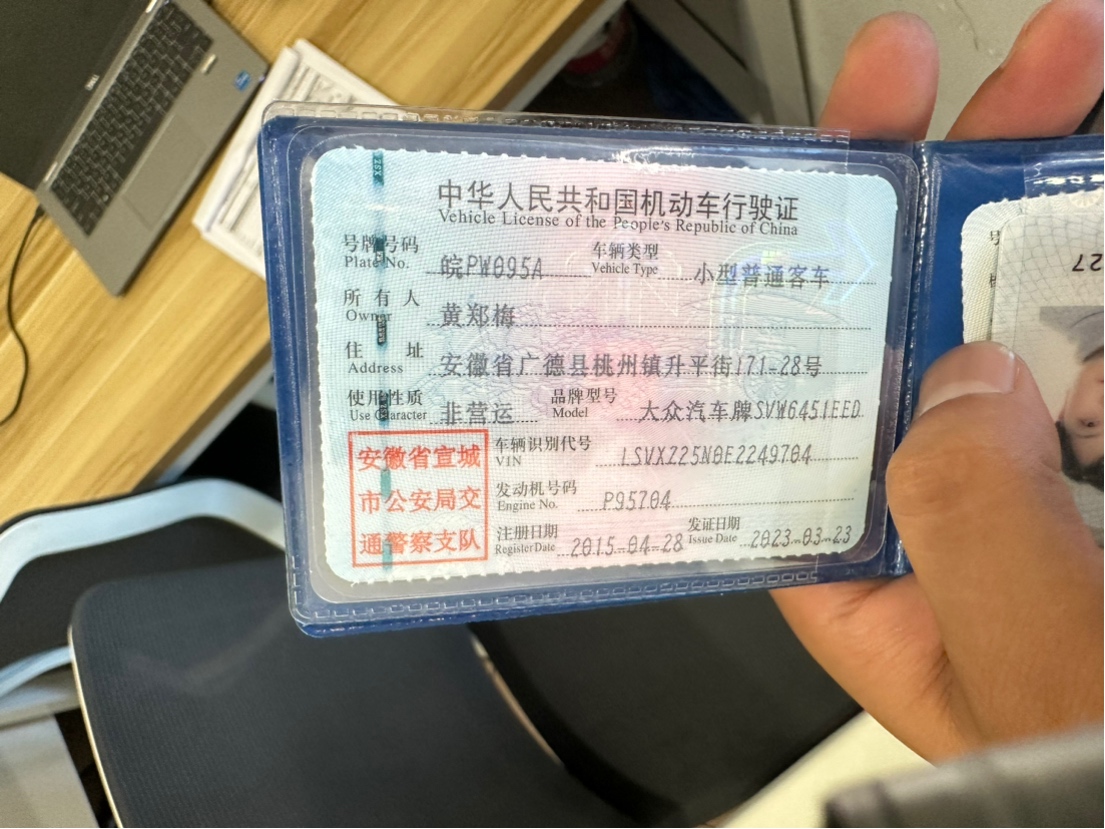 中华人民共和国机动车行驶证
Vehicle License of the People's Republic of China
号牌号码 皖PW095A 车辆类型 小型普通客车
Plate No. Vehicle Type
所有人 黄郑梅
Owner
住址 安徽省广德县桃州镇升平街171-28号
Address
使用性质 非营运 品牌型号 大众汽车牌SVW6451EED
Use Character Model
安徽省宣城
市公安局交
通警察支队
车辆识别代号 LSVXZ25N0E2249704
VIN
发动机号码 P95704
Engine No.
注册日期 2015-04-28 发证日期 2023-03-23
Register Date Issue Date
号
27